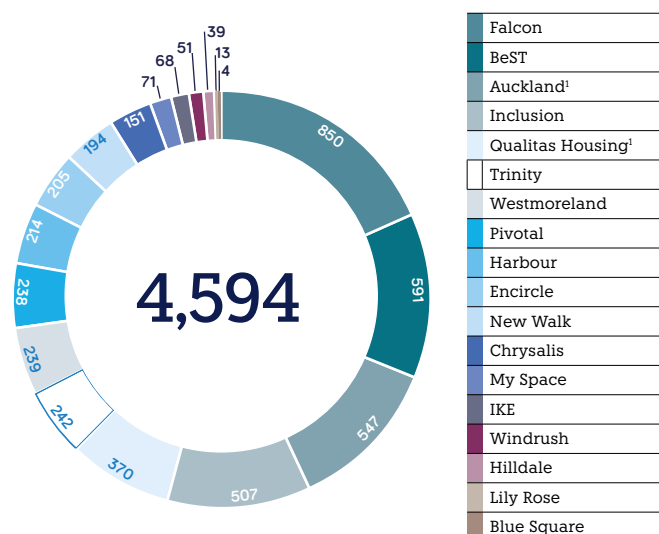 39
51
13
68
4
71
151
194
850
205
214
591
238
4,594
239
547
242
370
507
Falcon
BeST
Auckland¹
Inclusion
Qualitas Housing¹
Trinity
Westmoreland
Pivotal
Harbour
Encircle
New Walk
Chrysalis
My Space
IKE
Windrush
Hilldale
Lily Rose
Blue Square